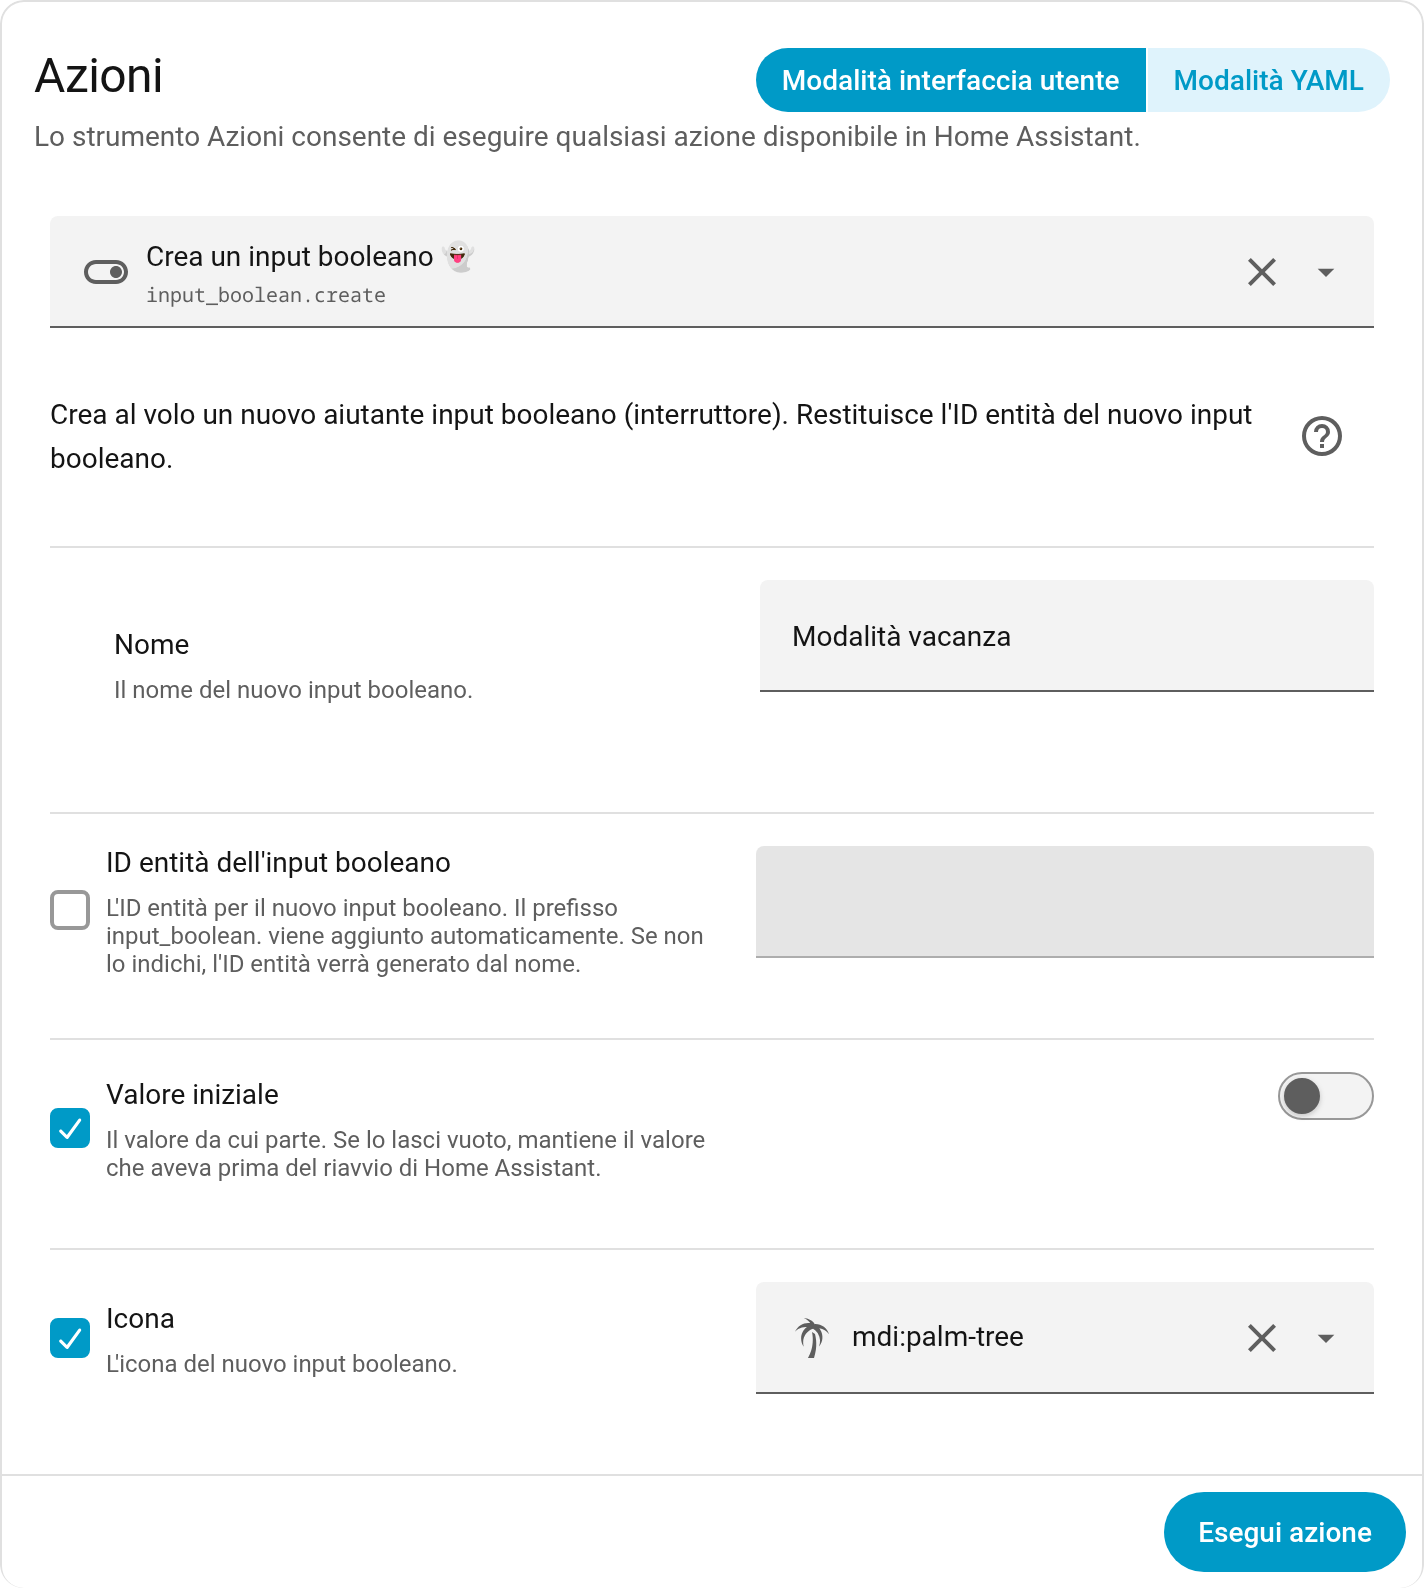 Azioni
Modalità interfaccia utente
Modalità YAML
Lo strumento Azioni consente di eseguire qualsiasi azione disponibile in Home Assistant.
Crea un input booleano 👻
input_boolean.create
Crea al volo un nuovo aiutante input booleano (interruttore). Restituisce l'ID entità del nuovo input
booleano.
Nome
Il nome del nuovo input booleano.
Modalità vacanza
ID entità dell'input booleano
L'ID entità per il nuovo input booleano. Il prefisso
input_boolean. viene aggiunto automaticamente. Se non
lo indichi, l'ID entità verrà generato dal nome.
Valore iniziale
Il valore da cui parte. Se lo lasci vuoto, mantiene il valore
che aveva prima del riavvio di Home Assistant.
Icona
L'icona del nuovo input booleano.
mdi:palm-tree
Esegui azione